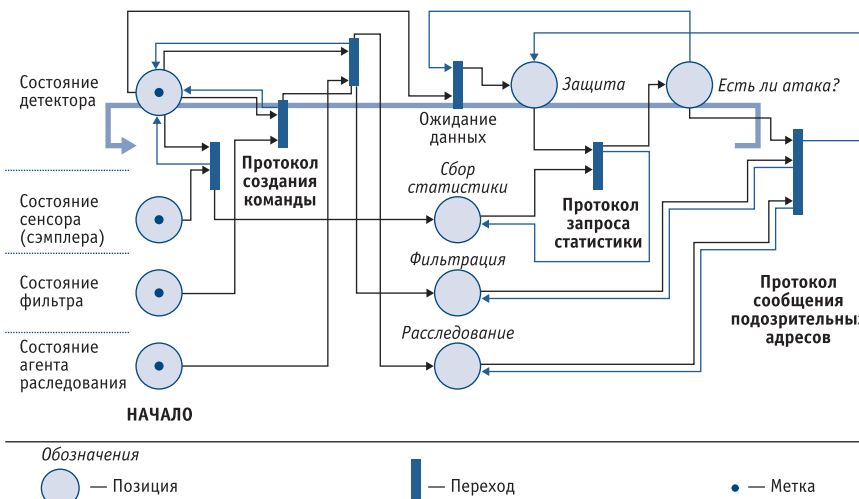 Состояние
детектора
Защита
Есть ли атака?
Ожидание
данных
Протокол
создания
команды
Сбор
статистики
Состояние
сенсора
(сэмплера)
Протокол
запроса
статистики
Фильтрация
Состояние
фильтра
Протокол
сообщения
подозрительных
адресов
Расследование
Состояние
агента
раследования
НАЧАЛО
Обозначения
— Позиция
— Переход
— Метка